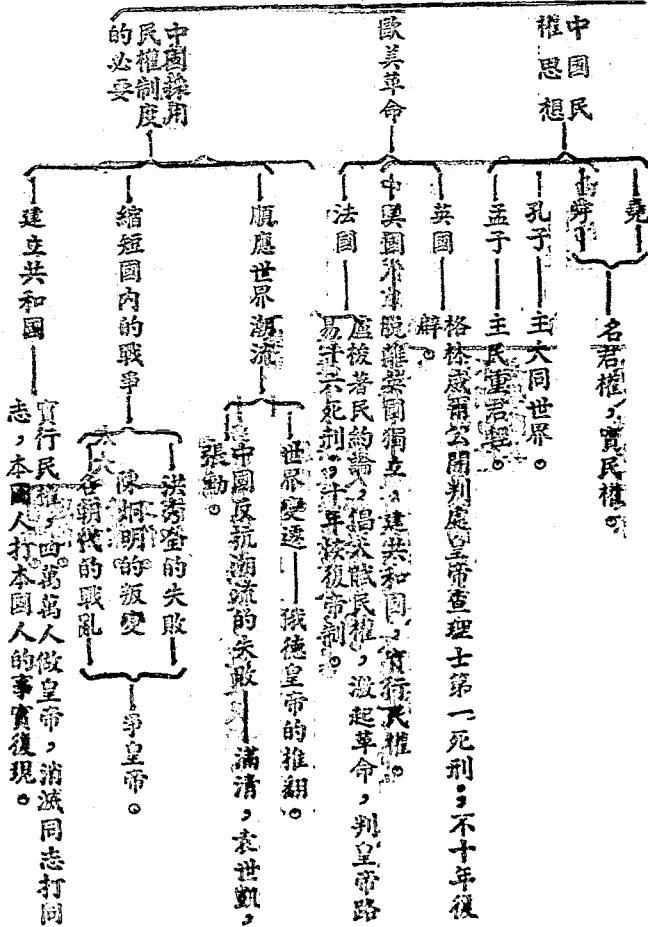 中國民
權思想
堯
舜
名君權，實民權。
孔子
主大同世界。
孟子
主民重君輕。
歐美革命
英國
格林威爾公開判處皇帝查理士第一死刑，不十年復
辟。
美國
脫離英國獨立，建共和國，實行民權。
法國
盧梭著民約論，倡天賦民權，激起革命，判皇帝路
易十六死刑，十年後復帝制。
中國採用
民權制度
的必要
順應世界潮流
世界變遷
俄德皇帝的推翻。
中國反抗潮流的失敗
滿清，袁世凱，
張勳。
縮短國內的戰爭
洪秀全的失敗
陳炯明的叛變
各朝代的戰亂
爭皇帝。
建立共和國
實行民權，四萬萬人做皇帝，消滅同志打同
志，本國人打本國人的事實復現。